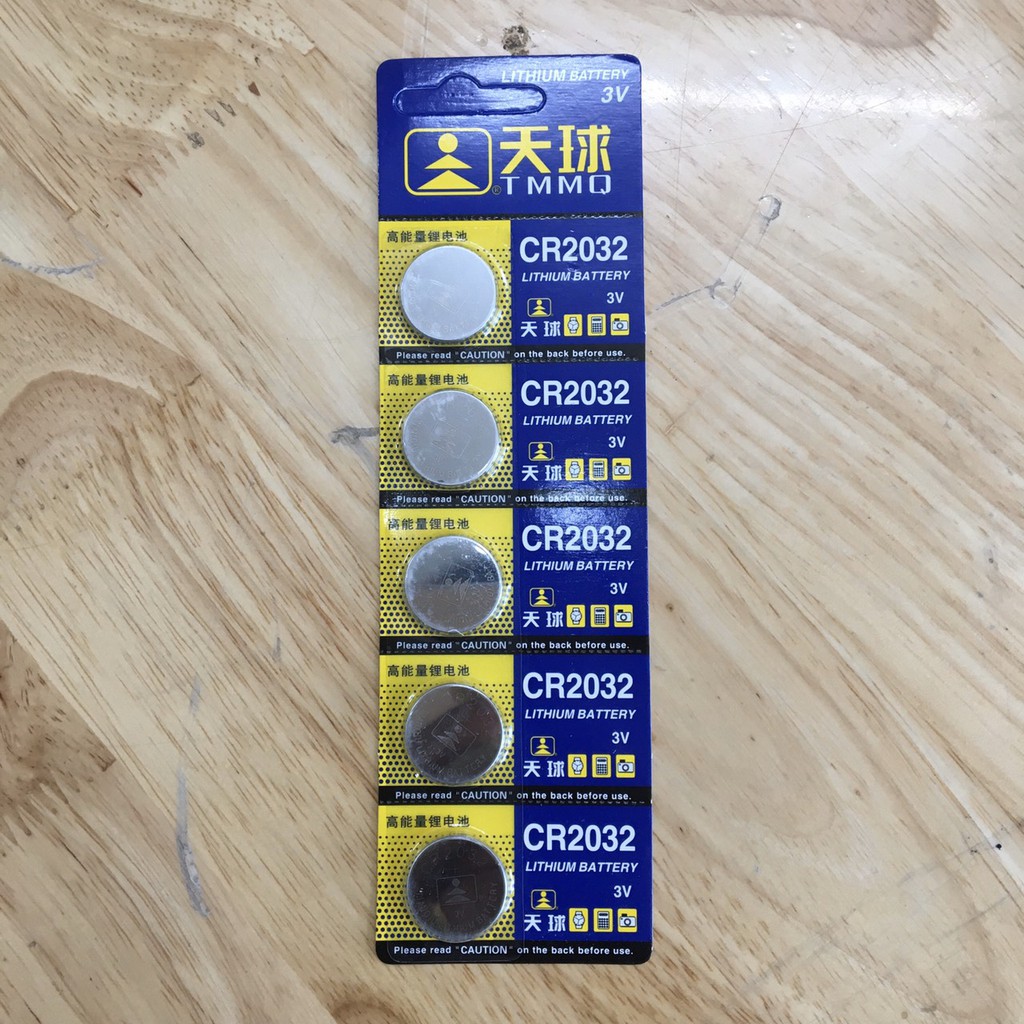 LITHIUM BATTERY
3V
天球
® TMMQ
高能量锂电池
CR2032
LITHIUM BATTERY
3V
天球
Please read "CAUTION" on the back before use.
高能量锂电池
CR2032
LITHIUM BATTERY
3V
天球
Please read "CAUTION" on the back before use.
高能量锂电池
CR2032
LITHIUM BATTERY
3V
天球
Please read "CAUTION" on the back before use.
高能量锂电池
CR2032
LITHIUM BATTERY
3V
天球
Please read "CAUTION" on the back before use.
高能量锂电池
CR2032
LITHIUM BATTERY
3V
天球
Please read "CAUTION" on the back before use.